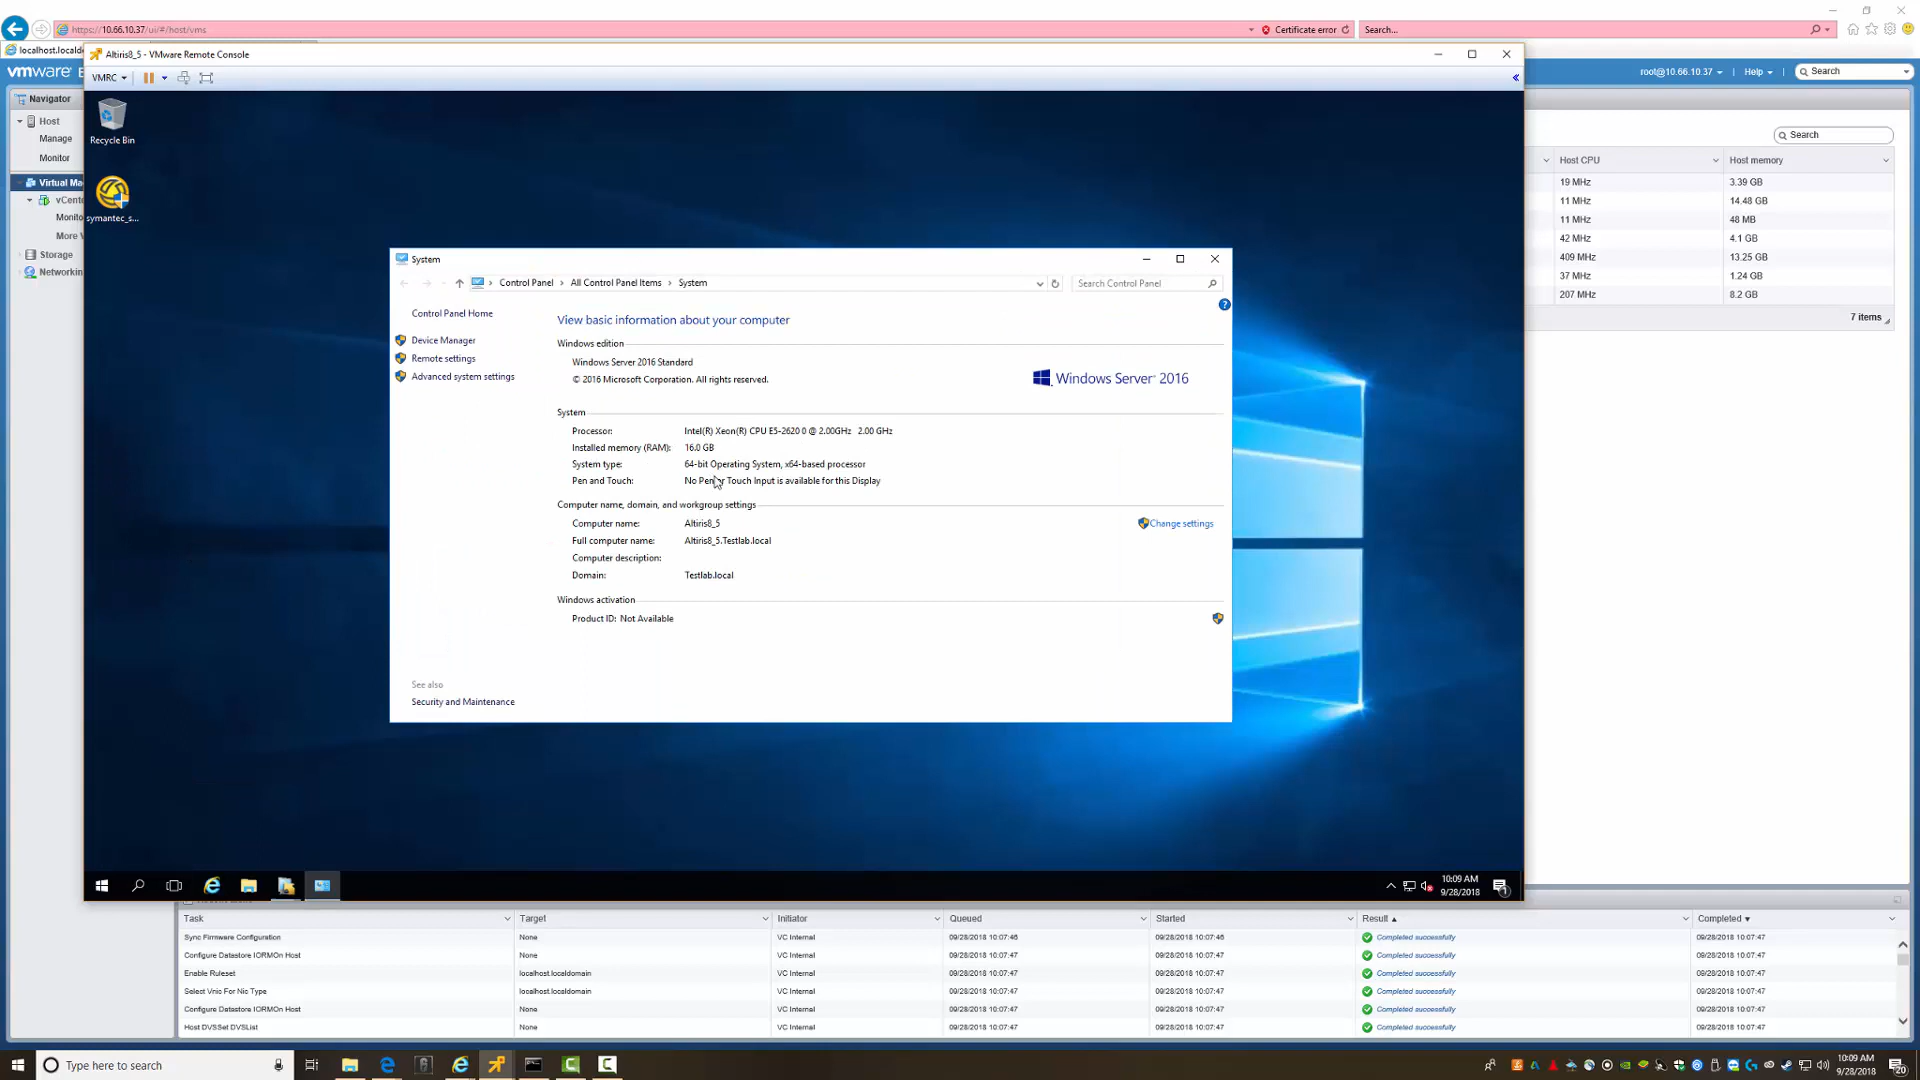 https://10.66.10.37/ui/#/host/vms
Certificate error
Search...
localhost.locald
Altiris8_5 - VMware Remote Console
vmware
VMRC
root@10.66.10.37
Help
Search
Navigator
Host
Manage
Monitor
Virtual Ma
vCente
Monito
More V
Storage
Networkin
Search
Host CPU
Host memory
19 MHz
3.39 GB
11 MHz
14.48 GB
11 MHz
48 MB
42 MHz
4.1 GB
409 MHz
13.25 GB
37 MHz
1.24 GB
207 MHz
8.2 GB
7 items
Recycle Bin
symantec_s...
System
Control Panel
All Control Panel Items
System
Search Control Panel
Control Panel Home
Device Manager
Remote settings
Advanced system settings
View basic information about your computer
Windows edition
Windows Server 2016 Standard
© 2016 Microsoft Corporation. All rights reserved.
Windows Server 2016
System
Processor: Intel(R) Xeon(R) CPU E5-2620 0 @ 2.00GHz 2.00 GHz
Installed memory (RAM): 16.0 GB
System type: 64-bit Operating System, x64-based processor
Pen and Touch: No Pen or Touch Input is available for this Display
Computer name, domain, and workgroup settings
Computer name: Altiris8_5
Change settings
Full computer name: Altiris8_5.Testlab.local
Computer description:
Domain: Testlab.local
Windows activation
Product ID: Not Available
See also
Security and Maintenance
10:09 AM
9/28/2018
Task Target Initiator Queued Started Result Completed
Sync Firmware Configuration None VC Internal 09/28/2018 10:07:46 09/28/2018 10:07:46 Completed successfully 09/28/2018 10:07:47
Configure Datastore IORMOn Host None VC Internal 09/28/2018 10:07:47 09/28/2018 10:07:47 Completed successfully 09/28/2018 10:07:47
Enable Ruleset localhost.localdomain VC Internal 09/28/2018 10:07:47 09/28/2018 10:07:47 Completed successfully 09/28/2018 10:07:47
Select Vnic For Nic Type localhost.localdomain VC Internal 09/28/2018 10:07:47 09/28/2018 10:07:47 Completed successfully 09/28/2018 10:07:47
Configure Datastore IORMOn Host None VC Internal 09/28/2018 10:07:47 09/28/2018 10:07:47 Completed successfully 09/28/2018 10:07:47
Host DVSSet DVSList None VC Internal 09/28/2018 10:07:47 09/28/2018 10:07:47 Completed successfully 09/28/2018 10:07:47
Type here to search
10:09 AM
9/28/2018
20